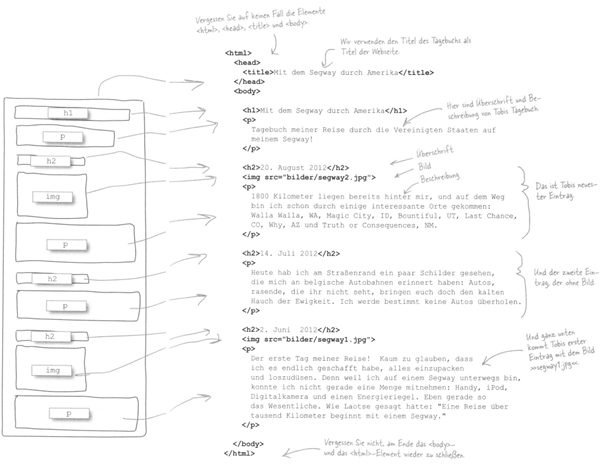 Vergessen Sie auf keinen Fall die Elemente
<html>, <head>, <title> und <body>.
Wir verwenden den Titel des Tagebuchs als
Titel der Webseite.
<html>
<head>
<title>Mit dem Segway durch Amerika</title>
</head>
<body>
h1
<h1>Mit dem Segway durch Amerika</h1>
Hier sind Überschrift und Be-
schreibung von Tobis Tagebuch.
<p>
Tagebuch meiner Reise durch die Vereinigten Staaten auf
meinem Segway!
</p>
p
Überschrift
h2
<h2>20. August 2012</h2>
Bild
<img src="bilder/segway2.jpg">
Beschreibung
img
<p>
1800 Kilometer liegen bereits hinter mir, und auf dem Weg
bin ich schon durch einige interessante Orte gekommen:
Walla Walla, WA, Magic City, ID, Bountiful, UT, Last Chance,
CO, Why, AZ und Truth or Consequences, NM.
</p>
Das ist Tobis neues-
ter Eintrag.
p
<h2>14. Juli 2012</h2>
<p>
Heute hab ich am Straßenrand ein paar Schilder gesehen,
die mich an belgische Autobahnen erinnert haben: Autos,
rasende, die ihr nicht seht, bringen euch doch den kalten
Hauch der Ewigkeit. Ich werde bestimmt keine Autos überholen.
</p>
Und der zweite Ein-
trag, der ohne Bild
h2
p
h2
<h2>2. Juni 2012</h2>
<img src="bilder/segway1.jpg">
img
<p>
Der erste Tag meiner Reise! Kaum zu glauben, dass
ich es endlich geschafft habe, alles einzupacken
und loszudüsen. Denn weil ich auf einem Segway unterwegs bin,
konnte ich nicht gerade eine Menge mitnehmen: Handy, iPod,
Digitalkamera und einen Energieriegel. Eben gerade so
das Wesentliche. Wie Laotse gesagt hätte: "Eine Reise über
tausend Kilometer beginnt mit einem Segway."
</p>
Und ganz unten
kommt Tobis erster
Eintrag mit dem Bild
»segway1.jpg«.
p
</body>
</html>
Vergessen Sie nicht, am Ende das <body>-
und das <html>-Element wieder zu schließen.